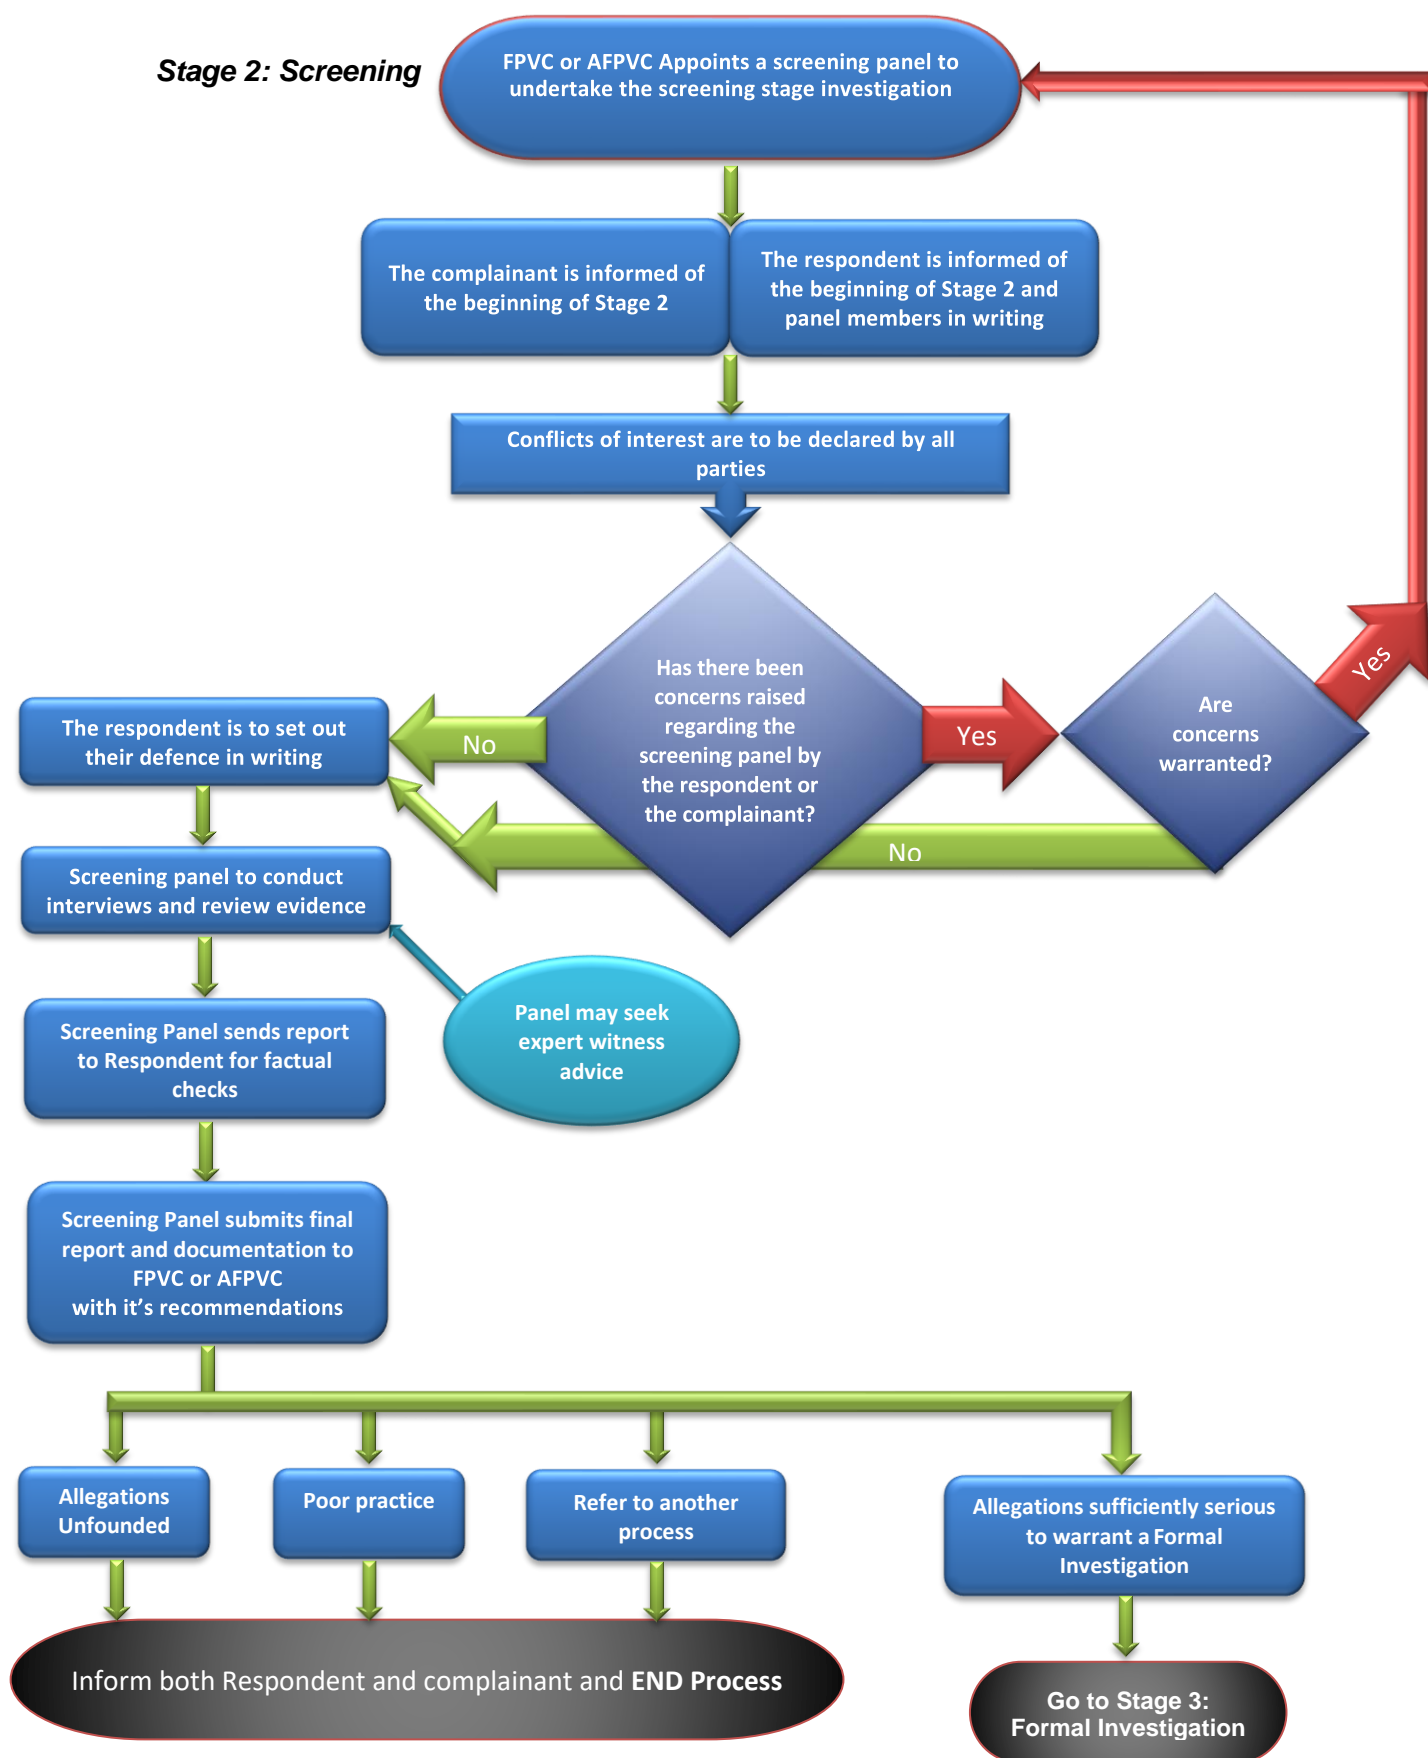 Stage 2: Screening
FPVC or AFPVC Appoints a screening panel to
undertake the screening stage investigation
The complainant is informed of
the beginning of Stage 2
The respondent is informed of
the beginning of Stage 2 and
panel members in writing
Conflicts of interest are to be declared by all
parties
Has there been
concerns raised
regarding the
screening panel by
the respondent or
the complainant?
Yes
Are
concerns
warranted?
Yes
No
No
The respondent is to set out
their defence in writing
Screening panel to conduct
interviews and review evidence
Panel may seek
expert witness
advice
Screening Panel sends report
to Respondent for factual
checks
Screening Panel submits final
report and documentation to
FPVC or AFPVC
with it’s recommendations
Allegations
Unfounded
Poor practice
Refer to another
process
Allegations sufficiently serious
to warrant a Formal
Investigation
Inform both Respondent and complainant and END Process
Go to Stage 3:
Formal Investigation